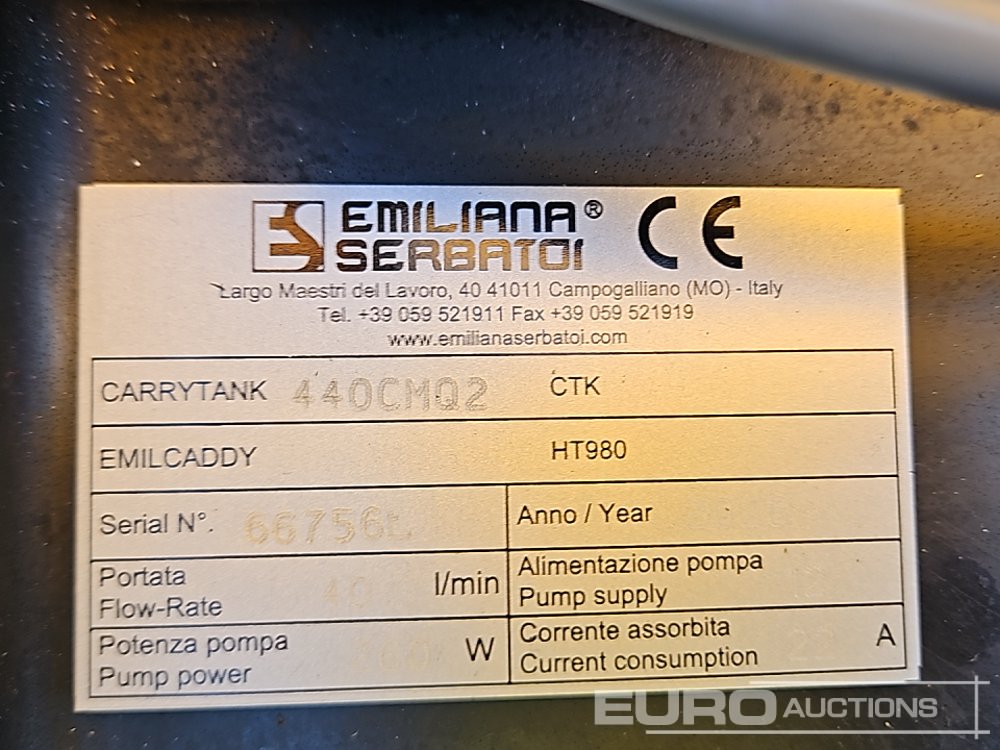 EMILIANA®
SERBATOI
CE
Largo Maestri del Lavoro, 40 41011 Campogalliano (MO) - Italy
Tel. +39 059 521911 Fax +39 059 521919
www.emilianaserbatoi.com
CARRYTANK 440CMQ2 CTK
EMILCADDY HT980
Serial N°. Anno / Year
Portata
Flow-Rate l/min
Alimentazione pompa
Pump supply
Potenza pompa
Pump power W
Corrente assorbita
Current consumption A
EURO AUCTIONS